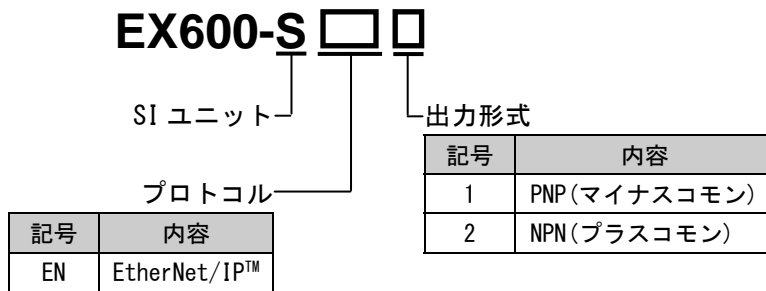 EX600-S□□
SIユニット
出力形式
記号 内容
1 PNP(マイナスコモン)
2 NPN(プラスコモン)
プロトコル
記号 内容
EN EtherNet/IP™